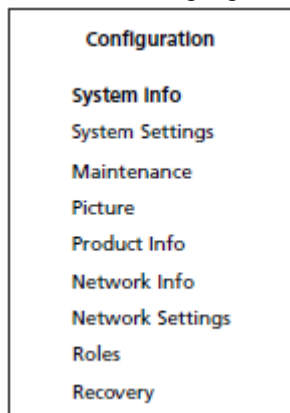 Configuration
System Info
System Settings
Maintenance
Picture
Product Info
Network Info
Network Settings
Roles
Recovery